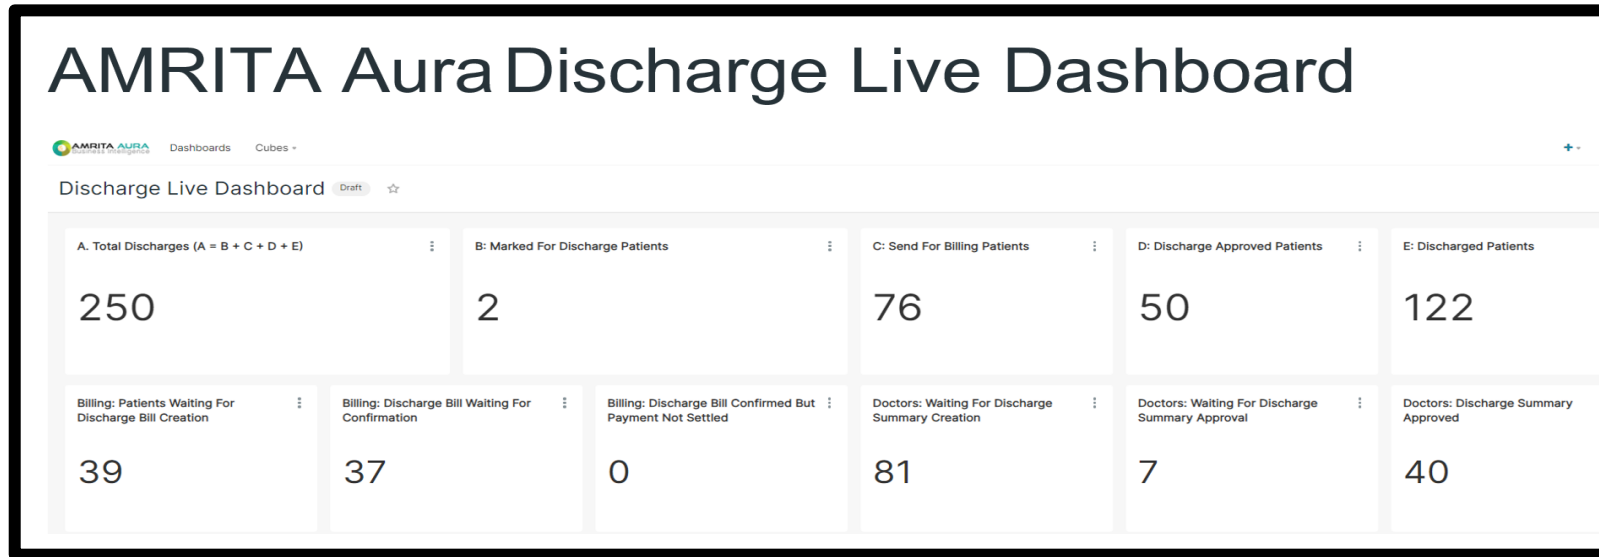 AMRITA Aura Discharge Live Dashboard
AMRITA AURA
Business Intelligence
Dashboards
Cubes
Discharge Live Dashboard
Draft
A. Total Discharges (A = B + C + D + E)
250
B: Marked For Discharge Patients
2
C: Send For Billing Patients
76
D: Discharge Approved Patients
50
E: Discharged Patients
122
Billing: Patients Waiting For
Discharge Bill Creation
39
Billing: Discharge Bill Waiting For
Confirmation
37
Billing: Discharge Bill Confirmed But
Payment Not Settled
0
Doctors: Waiting For Discharge
Summary Creation
81
Doctors: Waiting For Discharge
Summary Approval
7
Doctors: Discharge Summary
Approved
40